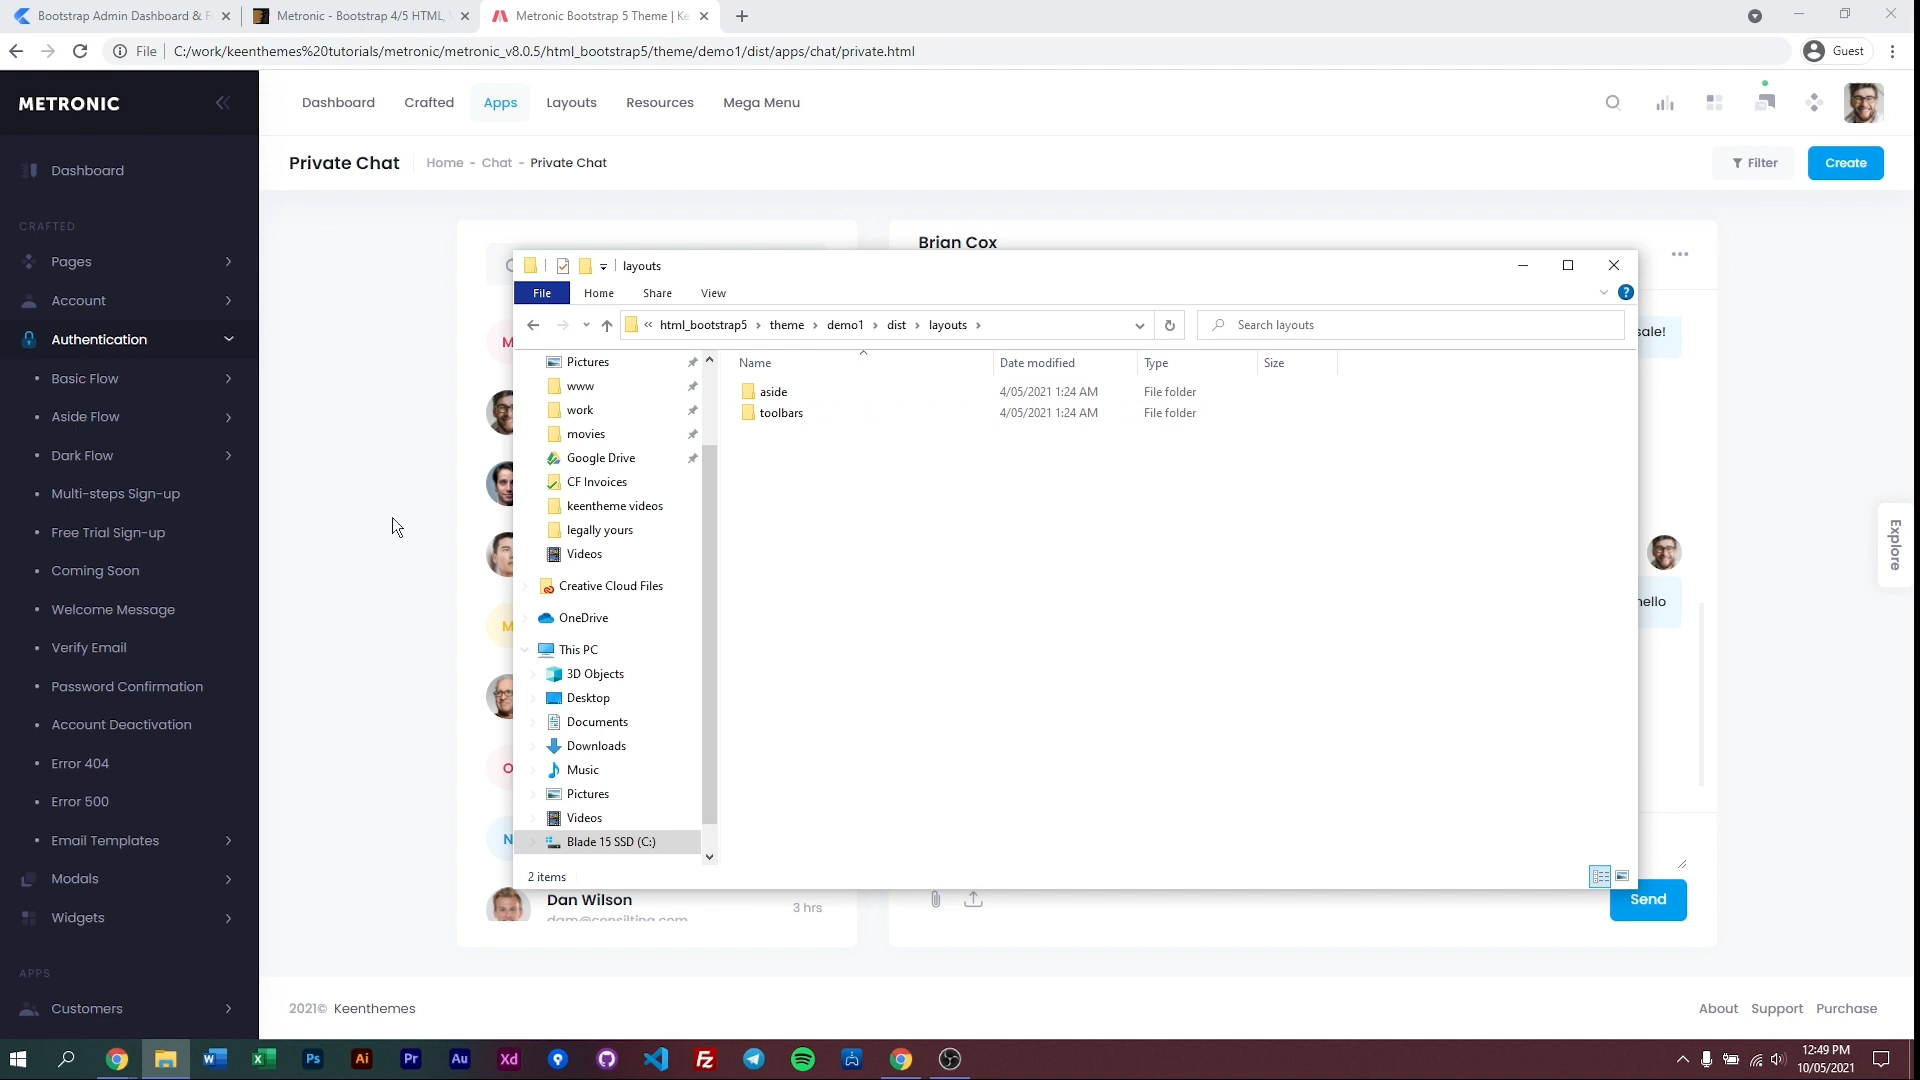 Bootstrap Admin Dashboard & F
Metronic - Bootstrap 4/5 HTML,
Metronic Bootstrap 5 Theme | Ke
File
C:/work/keenthemes%20tutorials/metronic/metronic_v8.0.5/html_bootstrap5/theme/demo1/dist/apps/chat/private.html
Guest
METRONIC
Dashboard
Crafted
Apps
Layouts
Resources
Mega Menu
Private Chat
Home - Chat - Private Chat
Filter
Create
Dashboard
CRAFTED
Pages
Account
Authentication
Basic Flow
Aside Flow
Dark Flow
Multi-steps Sign-up
Free Trial Sign-up
Coming Soon
Welcome Message
Verify Email
Password Confirmation
Account Deactivation
Error 404
Error 500
Email Templates
Modals
Widgets
APPS
Customers
Brian Cox
layouts
File
Home
Share
View
« html_bootstrap5 › theme › demo1 › dist › layouts ›
Search layouts
Name
Date modified
Type
Size
aside
4/05/2021 1:24 AM
File folder
toolbars
4/05/2021 1:24 AM
File folder
Pictures
www
work
movies
Google Drive
CF Invoices
keentheme videos
legally yours
Videos
Creative Cloud Files
OneDrive
This PC
3D Objects
Desktop
Documents
Downloads
Music
Pictures
Videos
Blade 15 SSD (C:)
2 items
M
M
O
N
sale!
hello
Explore
Dan Wilson
3 hrs
Send
2021© Keenthemes
About
Support
Purchase
Ps
Ai
Pr
Au
Xd
12:49 PM
10/05/2021